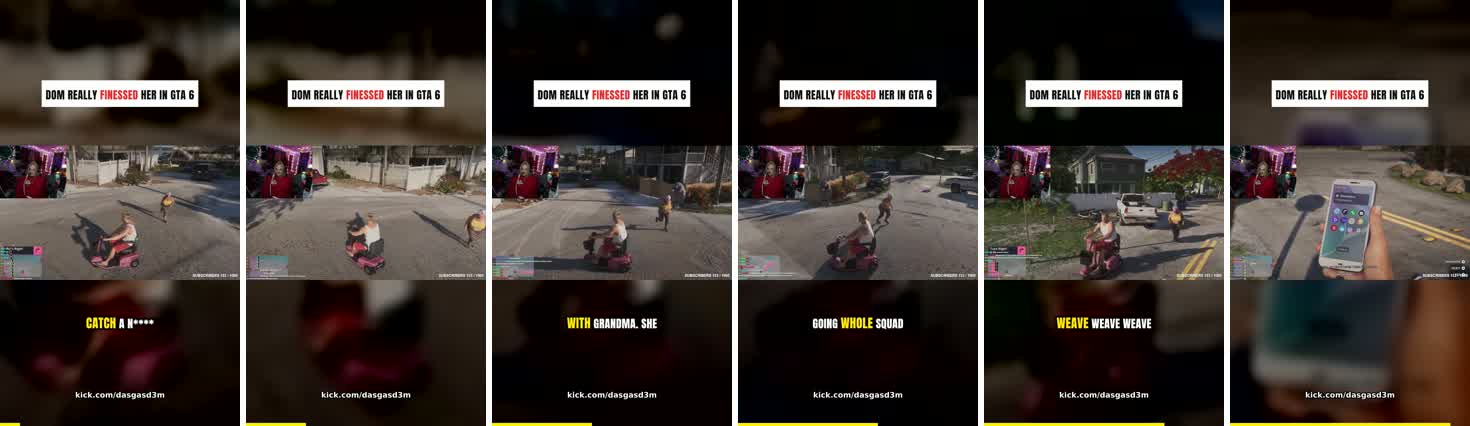 DOM REALLY FINESSED HER IN GTA 6
DOM REALLY FINESSED HER IN GTA 6
DOM REALLY FINESSED HER IN GTA 6
DOM REALLY FINESSED HER IN GTA 6
DOM REALLY FINESSED HER IN GTA 6
DOM REALLY FINESSED HER IN GTA 6
CATCH A N****
WITH GRANDMA. SHE
GOING WHOLE SQUAD
WEAVE WEAVE WEAVE
kick.com/dasgasd3m
kick.com/dasgasd3m
kick.com/dasgasd3m
kick.com/dasgasd3m
kick.com/dasgasd3m
kick.com/dasgasd3m